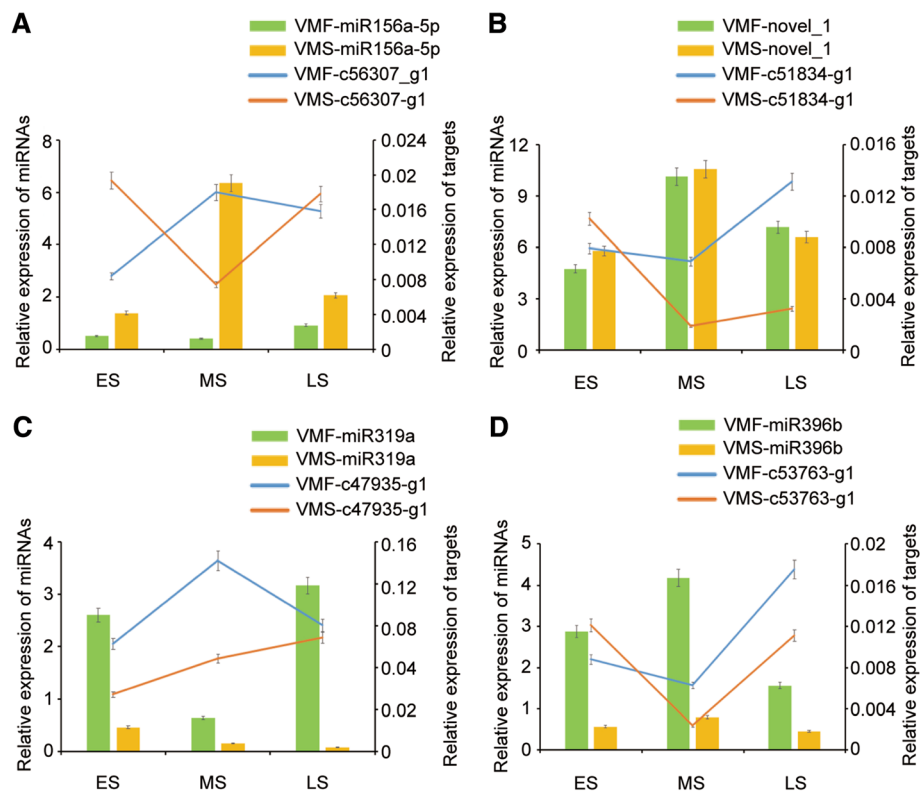 A
VMF-miR156a-5p
VMS-miR156a-5p
VMF-c56307_g1
VMS-c56307-g1
Relative expression of miRNAs
8
6
4
2
0
0.024
0.02
0.016
0.012
0.008
0.004
0
Relative expression of targets
ES
MS
LS
B
VMF-novel_1
VMS-novel_1
VMF-c51834-g1
VMS-c51834-g1
Relative expression of miRNAs
12
9
6
3
0
0.016
0.012
0.008
0.004
0
Relative expression of targets
ES
MS
LS
C
VMF-miR319a
VMS-miR319a
VMF-c47935-g1
VMS-c47935-g1
Relative expression of miRNAs
4
3
2
1
0
0.16
0.12
0.08
0.04
0.02
0
Relative expression of targets
ES
MS
LS
D
VMF-miR396b
VMS-miR396b
VMF-c53763-g1
VMS-c53763-g1
Relative expression of miRNAs
5
4
3
2
1
0
0.02
0.016
0.012
0.008
0.004
0
Relative expression of targets
ES
MS
LS